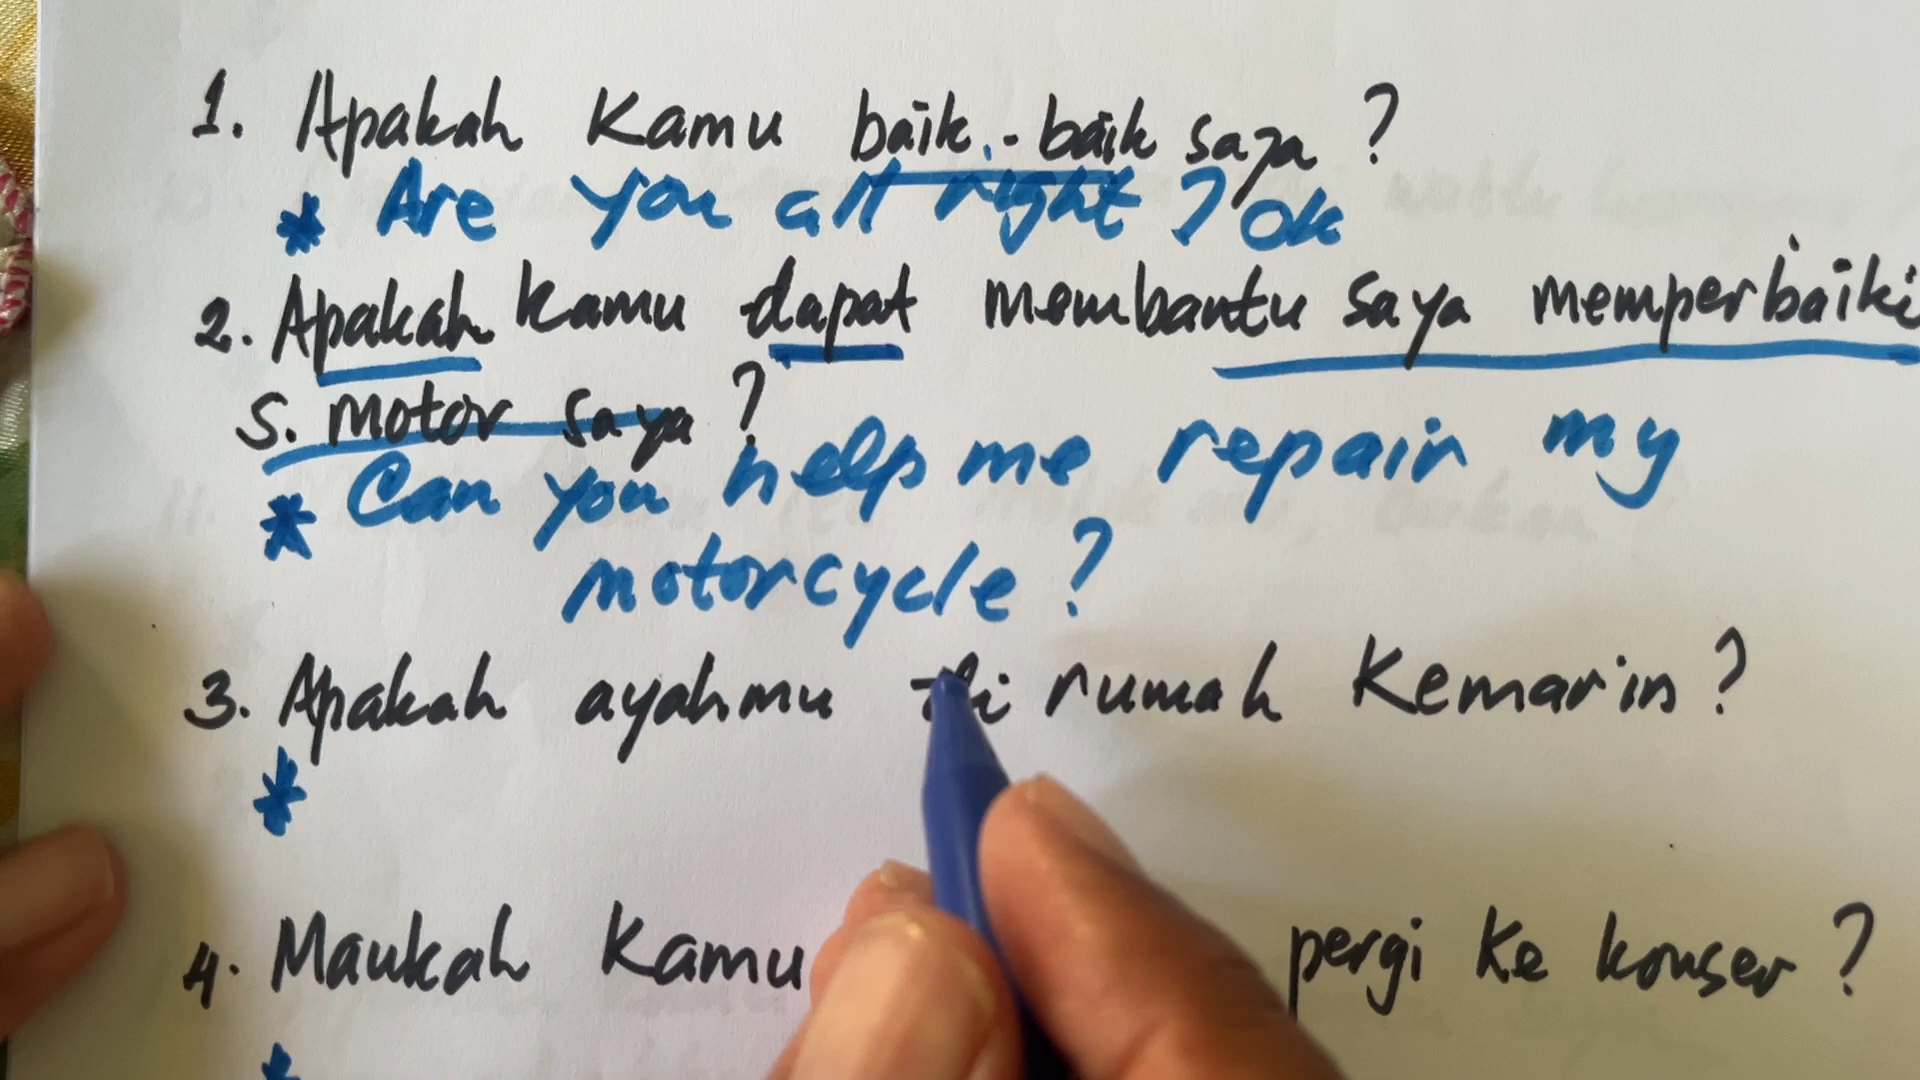 1. Apakah Kamu baik - baik saja ?
* Are you all right ? ok
2. Apakah kamu dapat membantu saya memperbaiki
S. Motor saya ?
* Can you help me repair my
motorcycle ?
3. Apakah ayahmu di rumah Kemarin ?
*
4. Maukah Kamu pergi ke konser ?
*